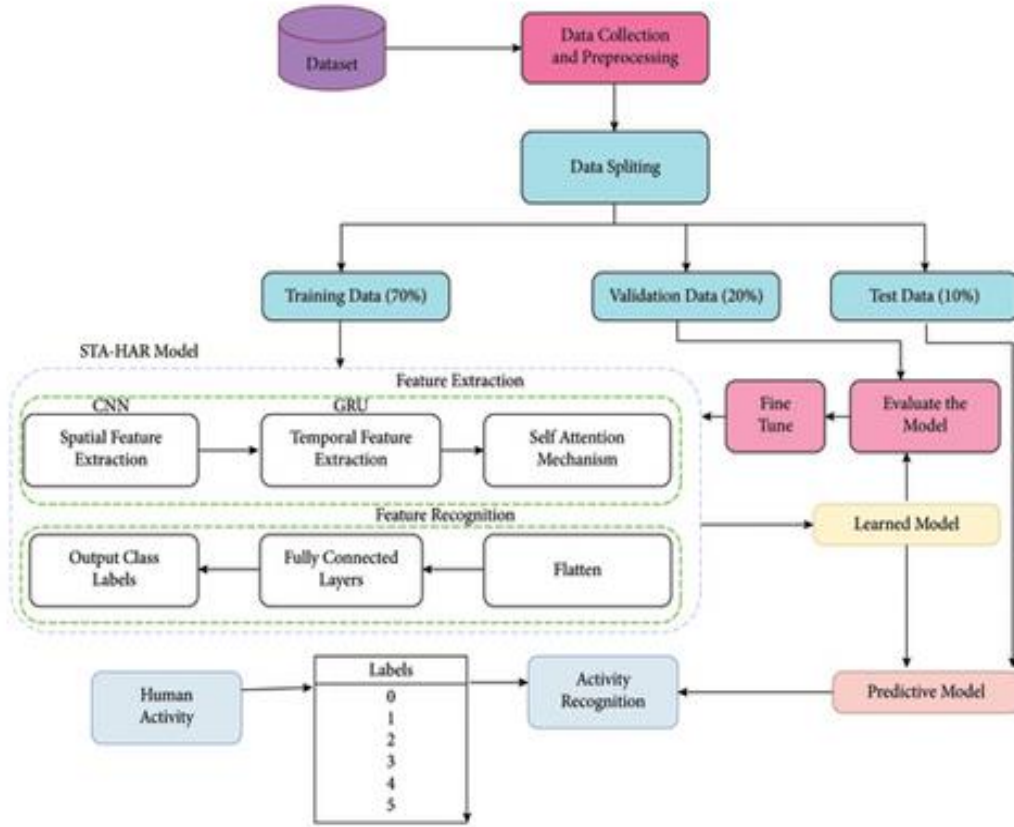 Dataset
Data Collection
and Preprocessing
Data Spliting
Training Data (70%)
Validation Data (20%)
Test Data (10%)
STA-HAR Model
Feature Extraction
CNN
Spatial Feature
Extraction
GRU
Temporal Feature
Extraction
Self Attention
Mechanism
Fine
Tune
Evaluate the
Model
Feature Recognition
Output Class
Labels
Fully Connected
Layers
Flatten
Learned Model
Human
Activity
Labels
0
1
2
3
4
5
Activity
Recognition
Predictive Model